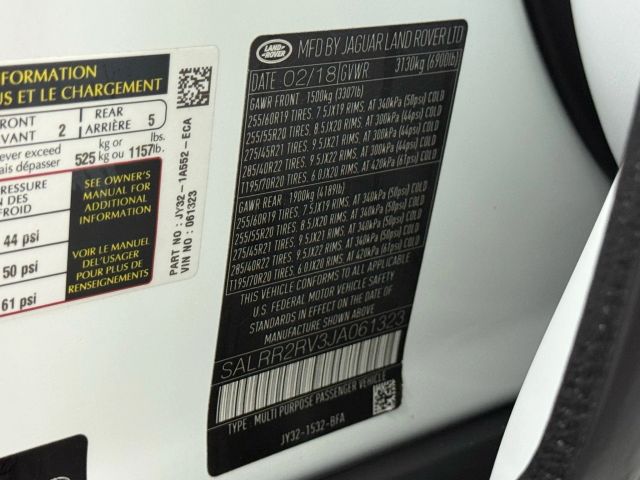 INFORMATION
US ET LE CHARGEMENT
FRONT
AVANT 2
REAR
ARRIÈRE 5
ever exceed
ais dépasser 525 kg or
kg ou 1157 lbs.
lb.
PRESSURE
44 psi
50 psi
61 psi
SEE OWNER'S
MANUAL FOR
ADDITIONAL
INFORMATION
VOIR LE MANUEL
DE L'USAGER
POUR PLUS DE
RENSEIGNEMENTS
PART NO : JY32-1A552-ECA
VIN NO : 061323
LAND ROVER
MFD BY JAGUAR LAND ROVER LTD
DATE 02/18 GVWR 3130kg (6900lb)
GAWR FRONT 1500kg (3307lb)
255/60R19 TIRES. 7.5JX19 RIMS. AT 340kPa (50psi) COLD
255/55R20 TIRES. 8.5JX20 RIMS. AT 300kPa (44psi) COLD
275/45R21 TIRES. 9.5JX21 RIMS. AT 300kPa (44psi) COLD
285/40R22 TIRES. 9.5JX22 RIMS. AT 300kPa (44psi) COLD
T195/70R20 TIRES. 6.0JX20 RIMS. AT 420kPa (61psi) COLD
GAWR REAR 1900kg (4189lb)
255/60R19 TIRES. 7.5JX19 RIMS. AT 340kPa (50psi) COLD
255/55R20 TIRES. 8.5JX20 RIMS. AT 340kPa (50psi) COLD
275/45R21 TIRES. 9.5JX21 RIMS. AT 340kPa (50psi) COLD
285/40R22 TIRES. 9.5JX22 RIMS. AT 340kPa (50psi) COLD
T195/70R20 TIRES. 6.0JX20 RIMS. AT 420kPa (61psi) COLD
THIS VEHICLE CONFORMS TO ALL APPLICABLE
U.S. FEDERAL MOTOR VEHICLE SAFETY
STANDARDS IN EFFECT ON THE DATE OF
MANUFACTURE SHOWN ABOVE.
SALRR2RV3JA061323
TYPE : MULTI PURPOSE PASSENGER VEHICLE
JY32-1532-BFA